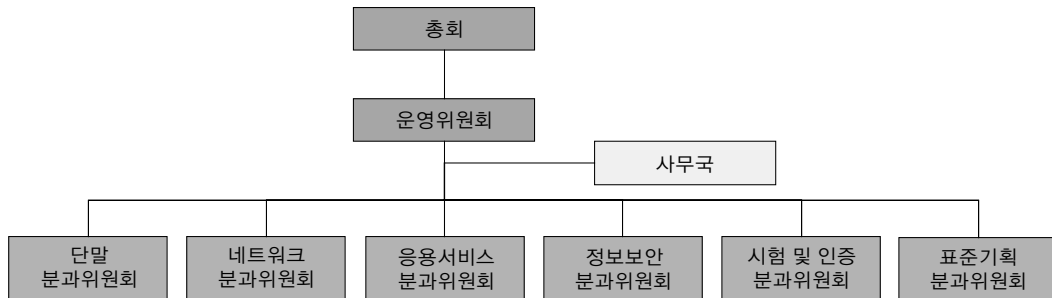 총회
운영위원회
사무국
단말
분과위원회
네트워크
분과위원회
응용서비스
분과위원회
정보보안
분과위원회
시험 및 인증
분과위원회
표준기획
분과위원회